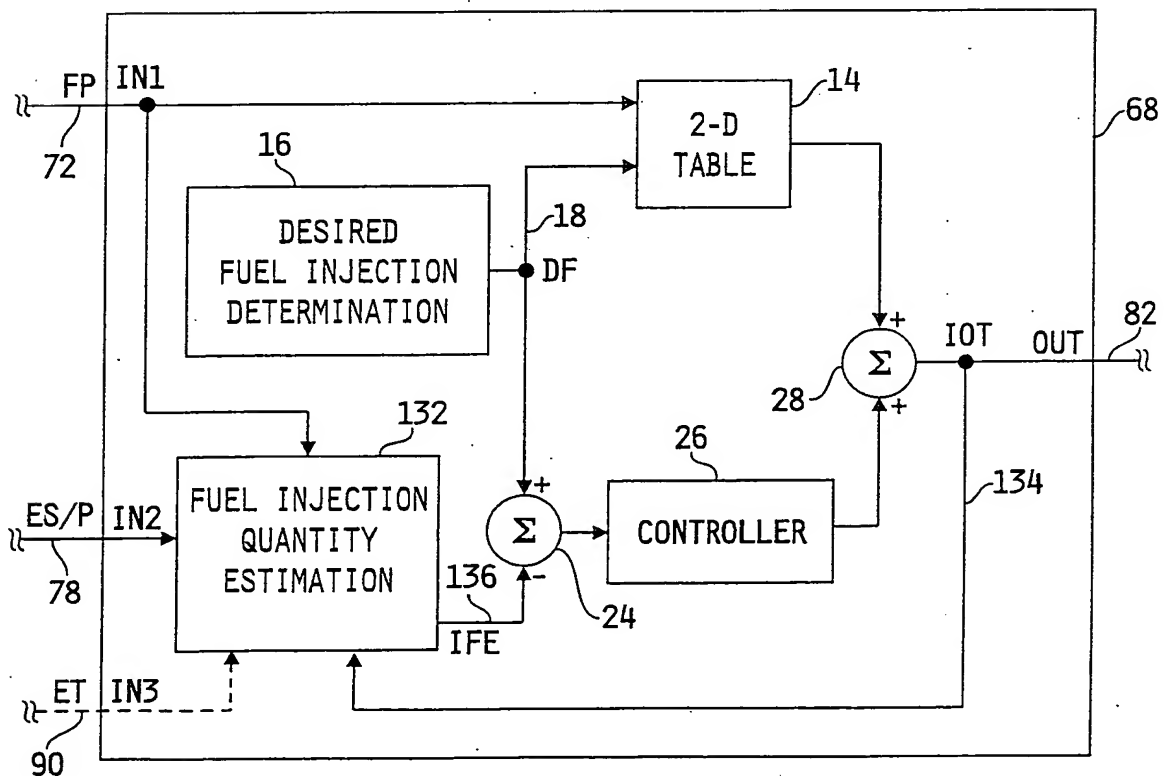 FP
IN1
72
14
68
2-D
TABLE
16
18
DESIRED
FUEL INJECTION
DETERMINATION
DF
82
IOT
OUT
+
Σ
28
+
132
26
134
FUEL INJECTION
QUANTITY
ESTIMATION
ES/P
IN2
78
+
Σ
-
24
CONTROLLER
136
IFE
ET
IN3
90